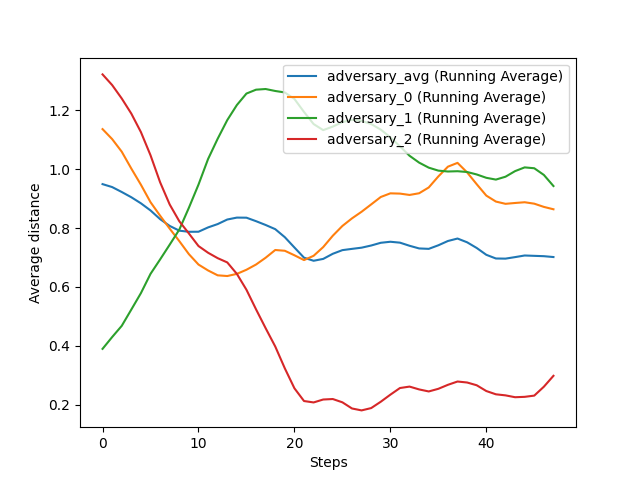 adversary_avg (Running Average)
adversary_0 (Running Average)
adversary_1 (Running Average)
adversary_2 (Running Average)
1.2
1.0
0.8
0.6
0.4
0.2
Average distance
0
10
20
30
40
Steps